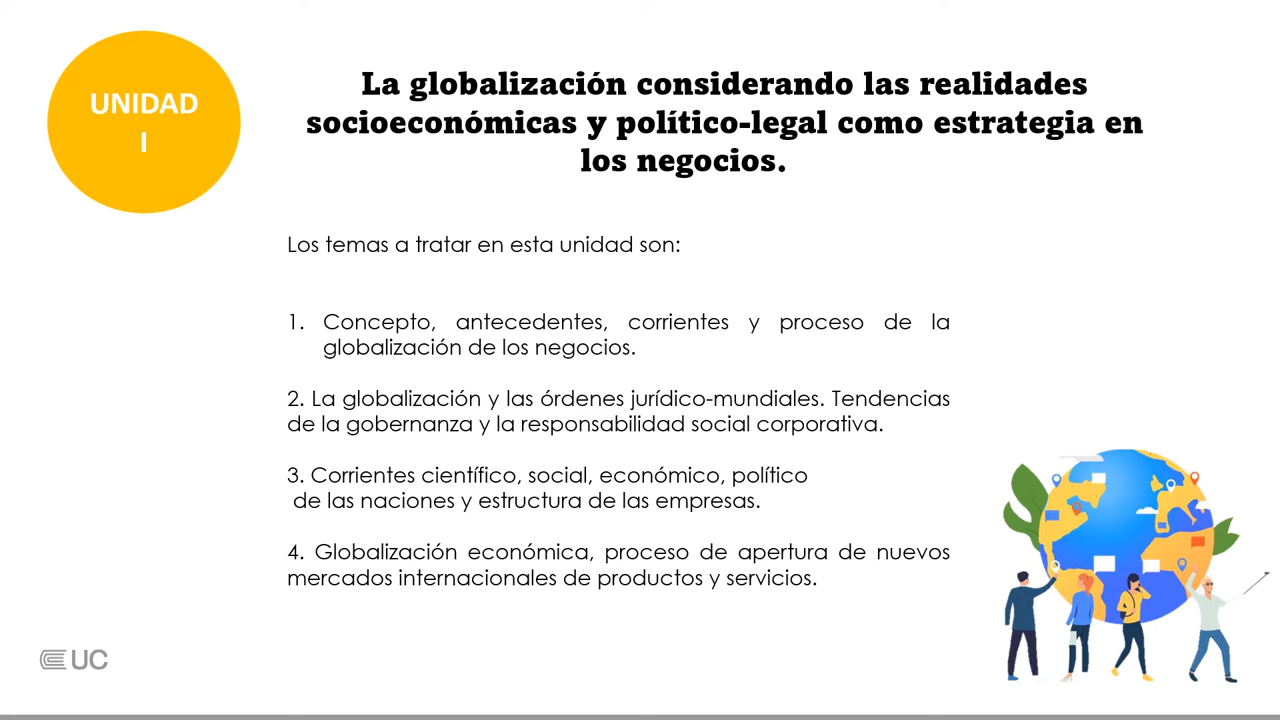 UNIDAD
I
La globalización considerando las realidades
socioeconómicas y político-legal como estrategia en
los negocios.
Los temas a tratar en esta unidad son:
1. Concepto, antecedentes, corrientes y proceso de la
globalización de los negocios.
2. La globalización y las órdenes jurídico-mundiales. Tendencias
de la gobernanza y la responsabilidad social corporativa.
3. Corrientes científico, social, económico, político
de las naciones y estructura de las empresas.
4. Globalización económica, proceso de apertura de nuevos
mercados internacionales de productos y servicios.
UC